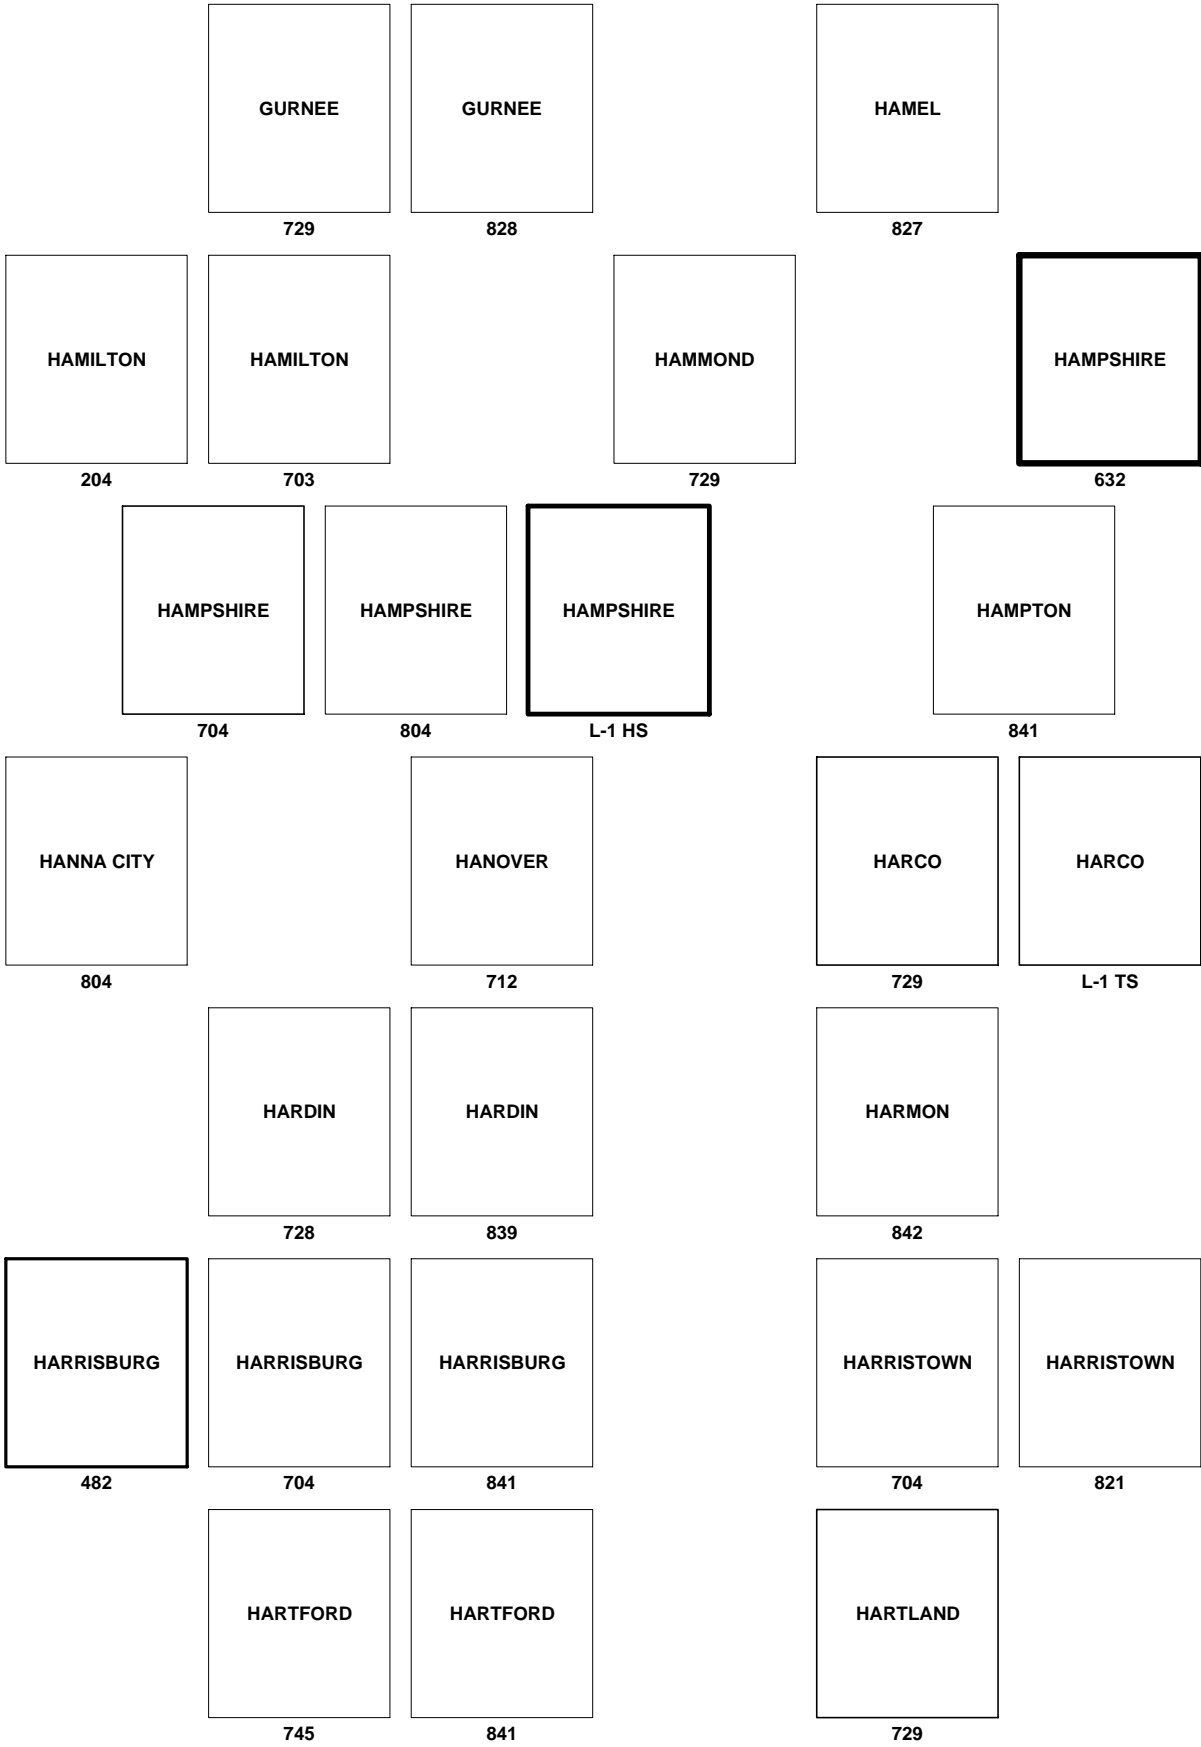 GURNEE GURNEE HAMEL
729 828 827
HAMILTON HAMILTON HAMMOND HAMPSHIRE
204 703 729 632
HAMPSHIRE HAMPSHIRE HAMPSHIRE HAMPTON
704 804 L-1 HS 841
HANNA CITY HANOVER HARCO HARCO
804 712 729 L-1 TS
HARDIN HARDIN HARMON
728 839 842
HARRISBURG HARRISBURG HARRISBURG HARRISTOWN HARRISTOWN
482 704 841 704 821
HARTFORD HARTFORD HARTLAND
745 841 729